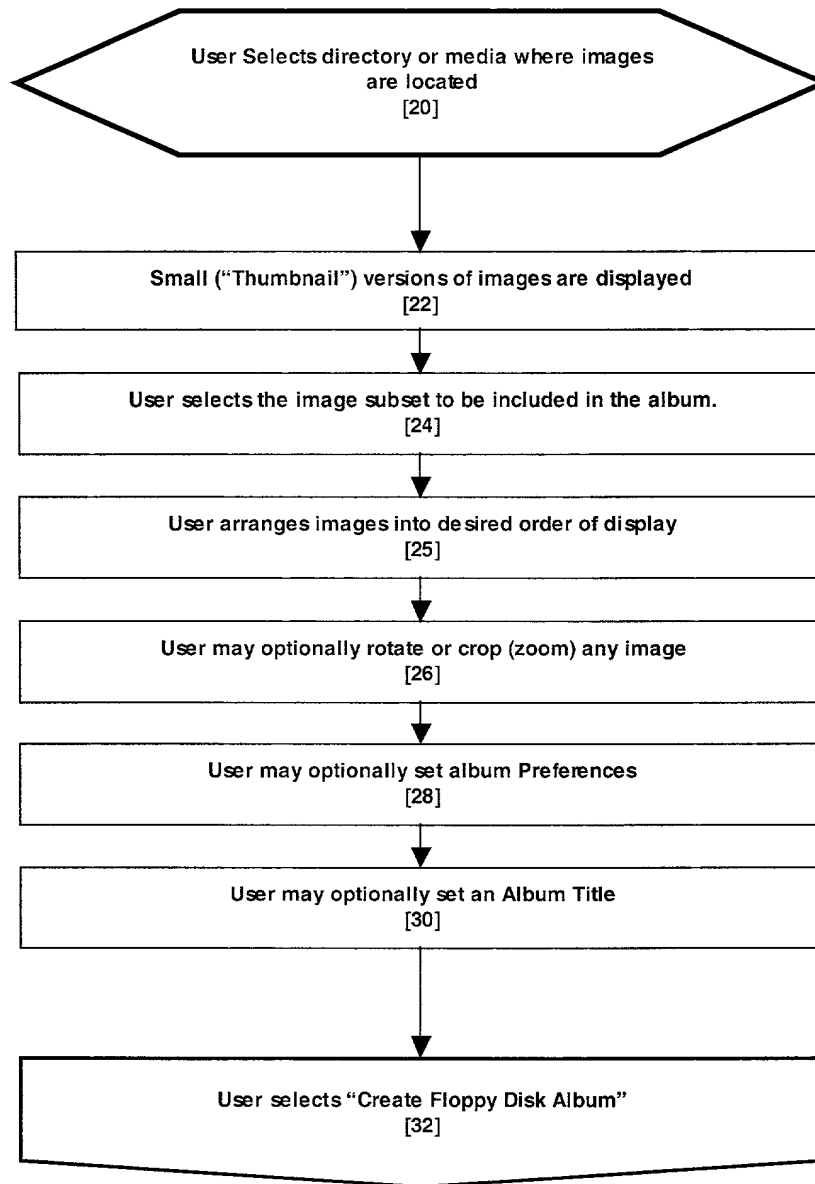 User Selects directory or media where images
are located
[20]
Small (“Thumbnail”) versions of images are displayed
[22]
User selects the image subset to be included in the album.
[24]
User arranges images into desired order of display
[25]
User may optionally rotate or crop (zoom) any image
[26]
User may optionally set album Preferences
[28]
User may optionally set an Album Title
[30]
User selects “Create Floppy Disk Album”
[32]